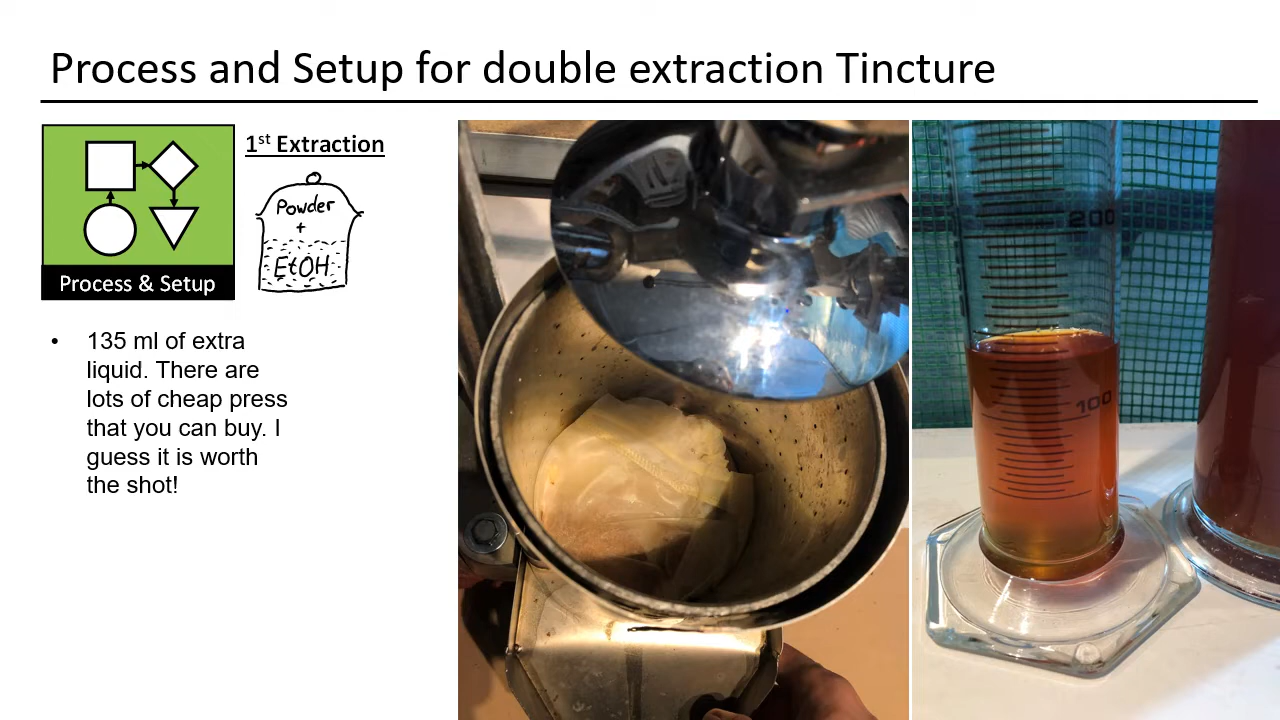 Process and Setup for double extraction Tincture
1st Extraction
Powder
+
EtOH
Process & Setup
• 135 ml of extra
liquid. There are
lots of cheap press
that you can buy. I
guess it is worth
the shot!
200
100